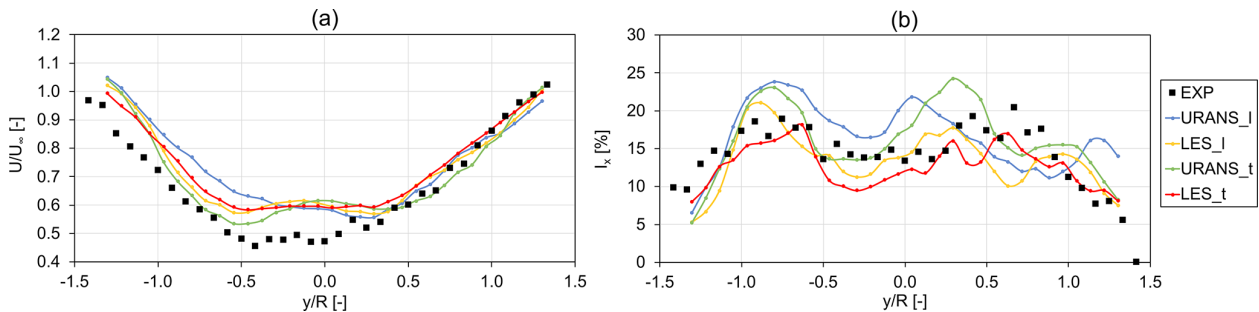 (a)
1.2
1.1
1.0
0.9
0.8
0.7
0.6
0.5
0.4
U/U∞ [-]
-1.5 -1.0 -0.5 0.0 0.5 1.0 1.5
y/R [-]
(b)
30
25
20
15
10
5
0
Ix [%]
-1.5 -1.0 -0.5 0.0 0.5 1.0 1.5
y/R [-]
EXP
URANS_l
LES_l
URANS_t
LES_t